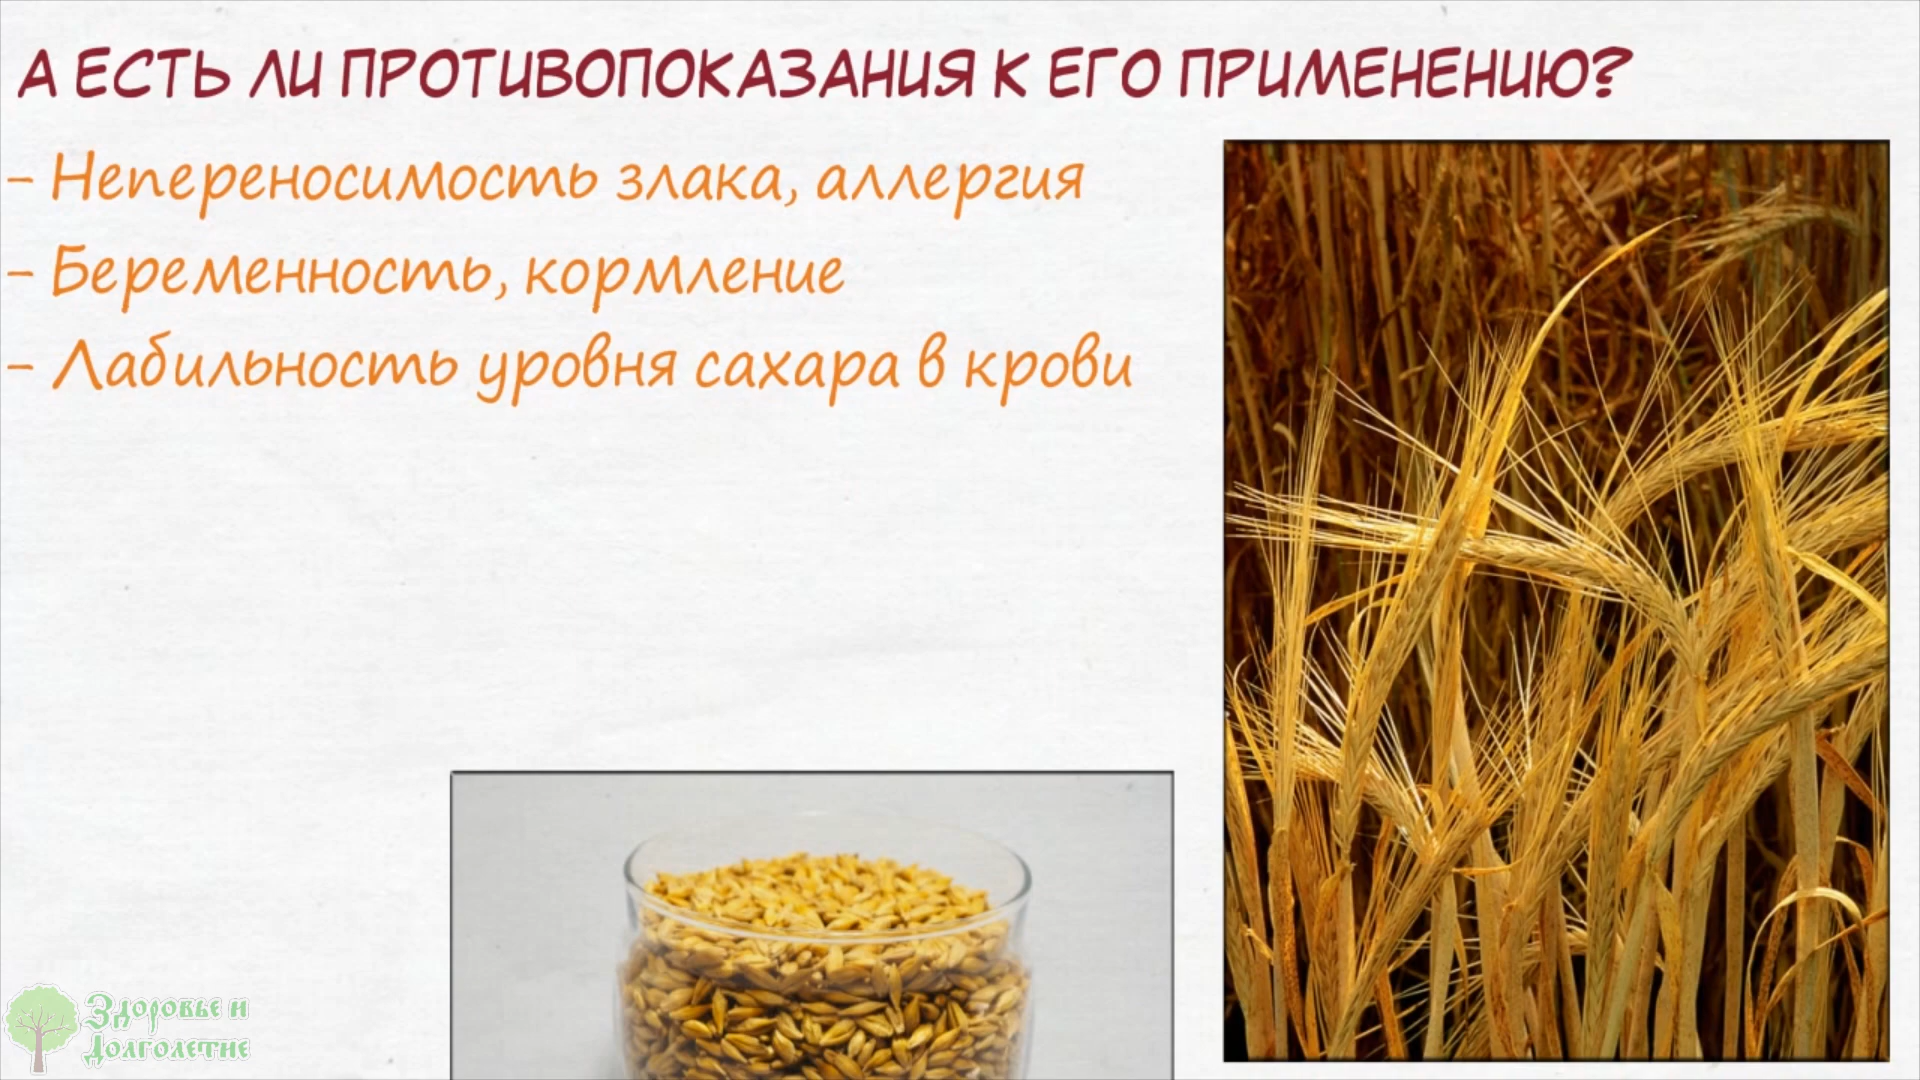 А ЕСТЬ ЛИ ПРОТИВОПОКАЗАНИЯ К ЕГО ПРИМЕНЕНИЮ?
- Непереносимость злака, аллергия
- Беременность, кормление
- Лабильность уровня сахара в крови
Здоровье и
Долголетие